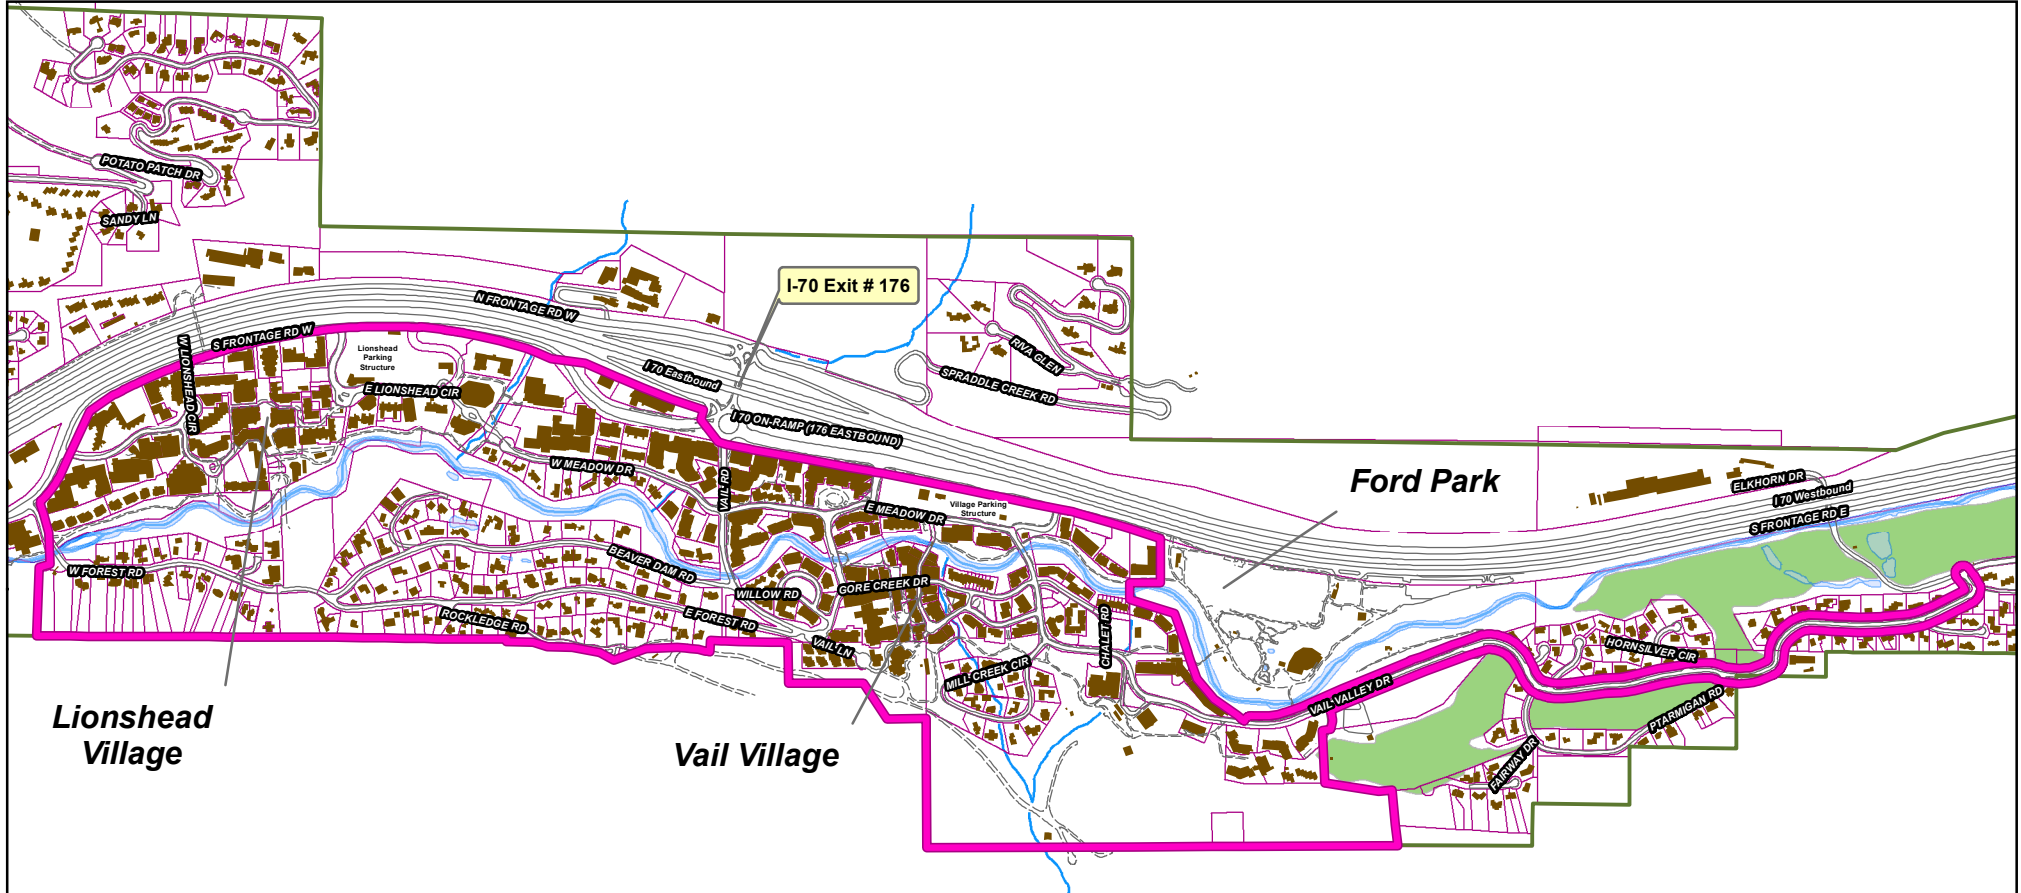 POTATO PATCH DR
SANDY LN
I-70 Exit # 176
N FRONTAGE RD W
S FRONTAGE RD W
W LIONSHEAD CIR
Lionshead
Parking
Structure
E LIONSHEAD CIR
I 70 Eastbound
I 70 ON-RAMP (176 EASTBOUND)
RIVA GLEN
SPRADDLE CREEK RD
W MEADOW DR
VAIL RD
E MEADOW DR
Village Parking
Structure
Ford Park
ELKHORN DR
I 70 Westbound
S FRONTAGE RD E
W FOREST RD
BEAVER DAM RD
WILLOW RD
GORE CREEK DR
ROCKLEDGE RD
E FOREST RD
VAIL LN
CHALET RD
MILL CREEK CIR
HORNSILVER CIR
VAIL VALLEY DR
PTARMIGAN RD
FAIRWAY DR
Lionshead
Village
Vail Village